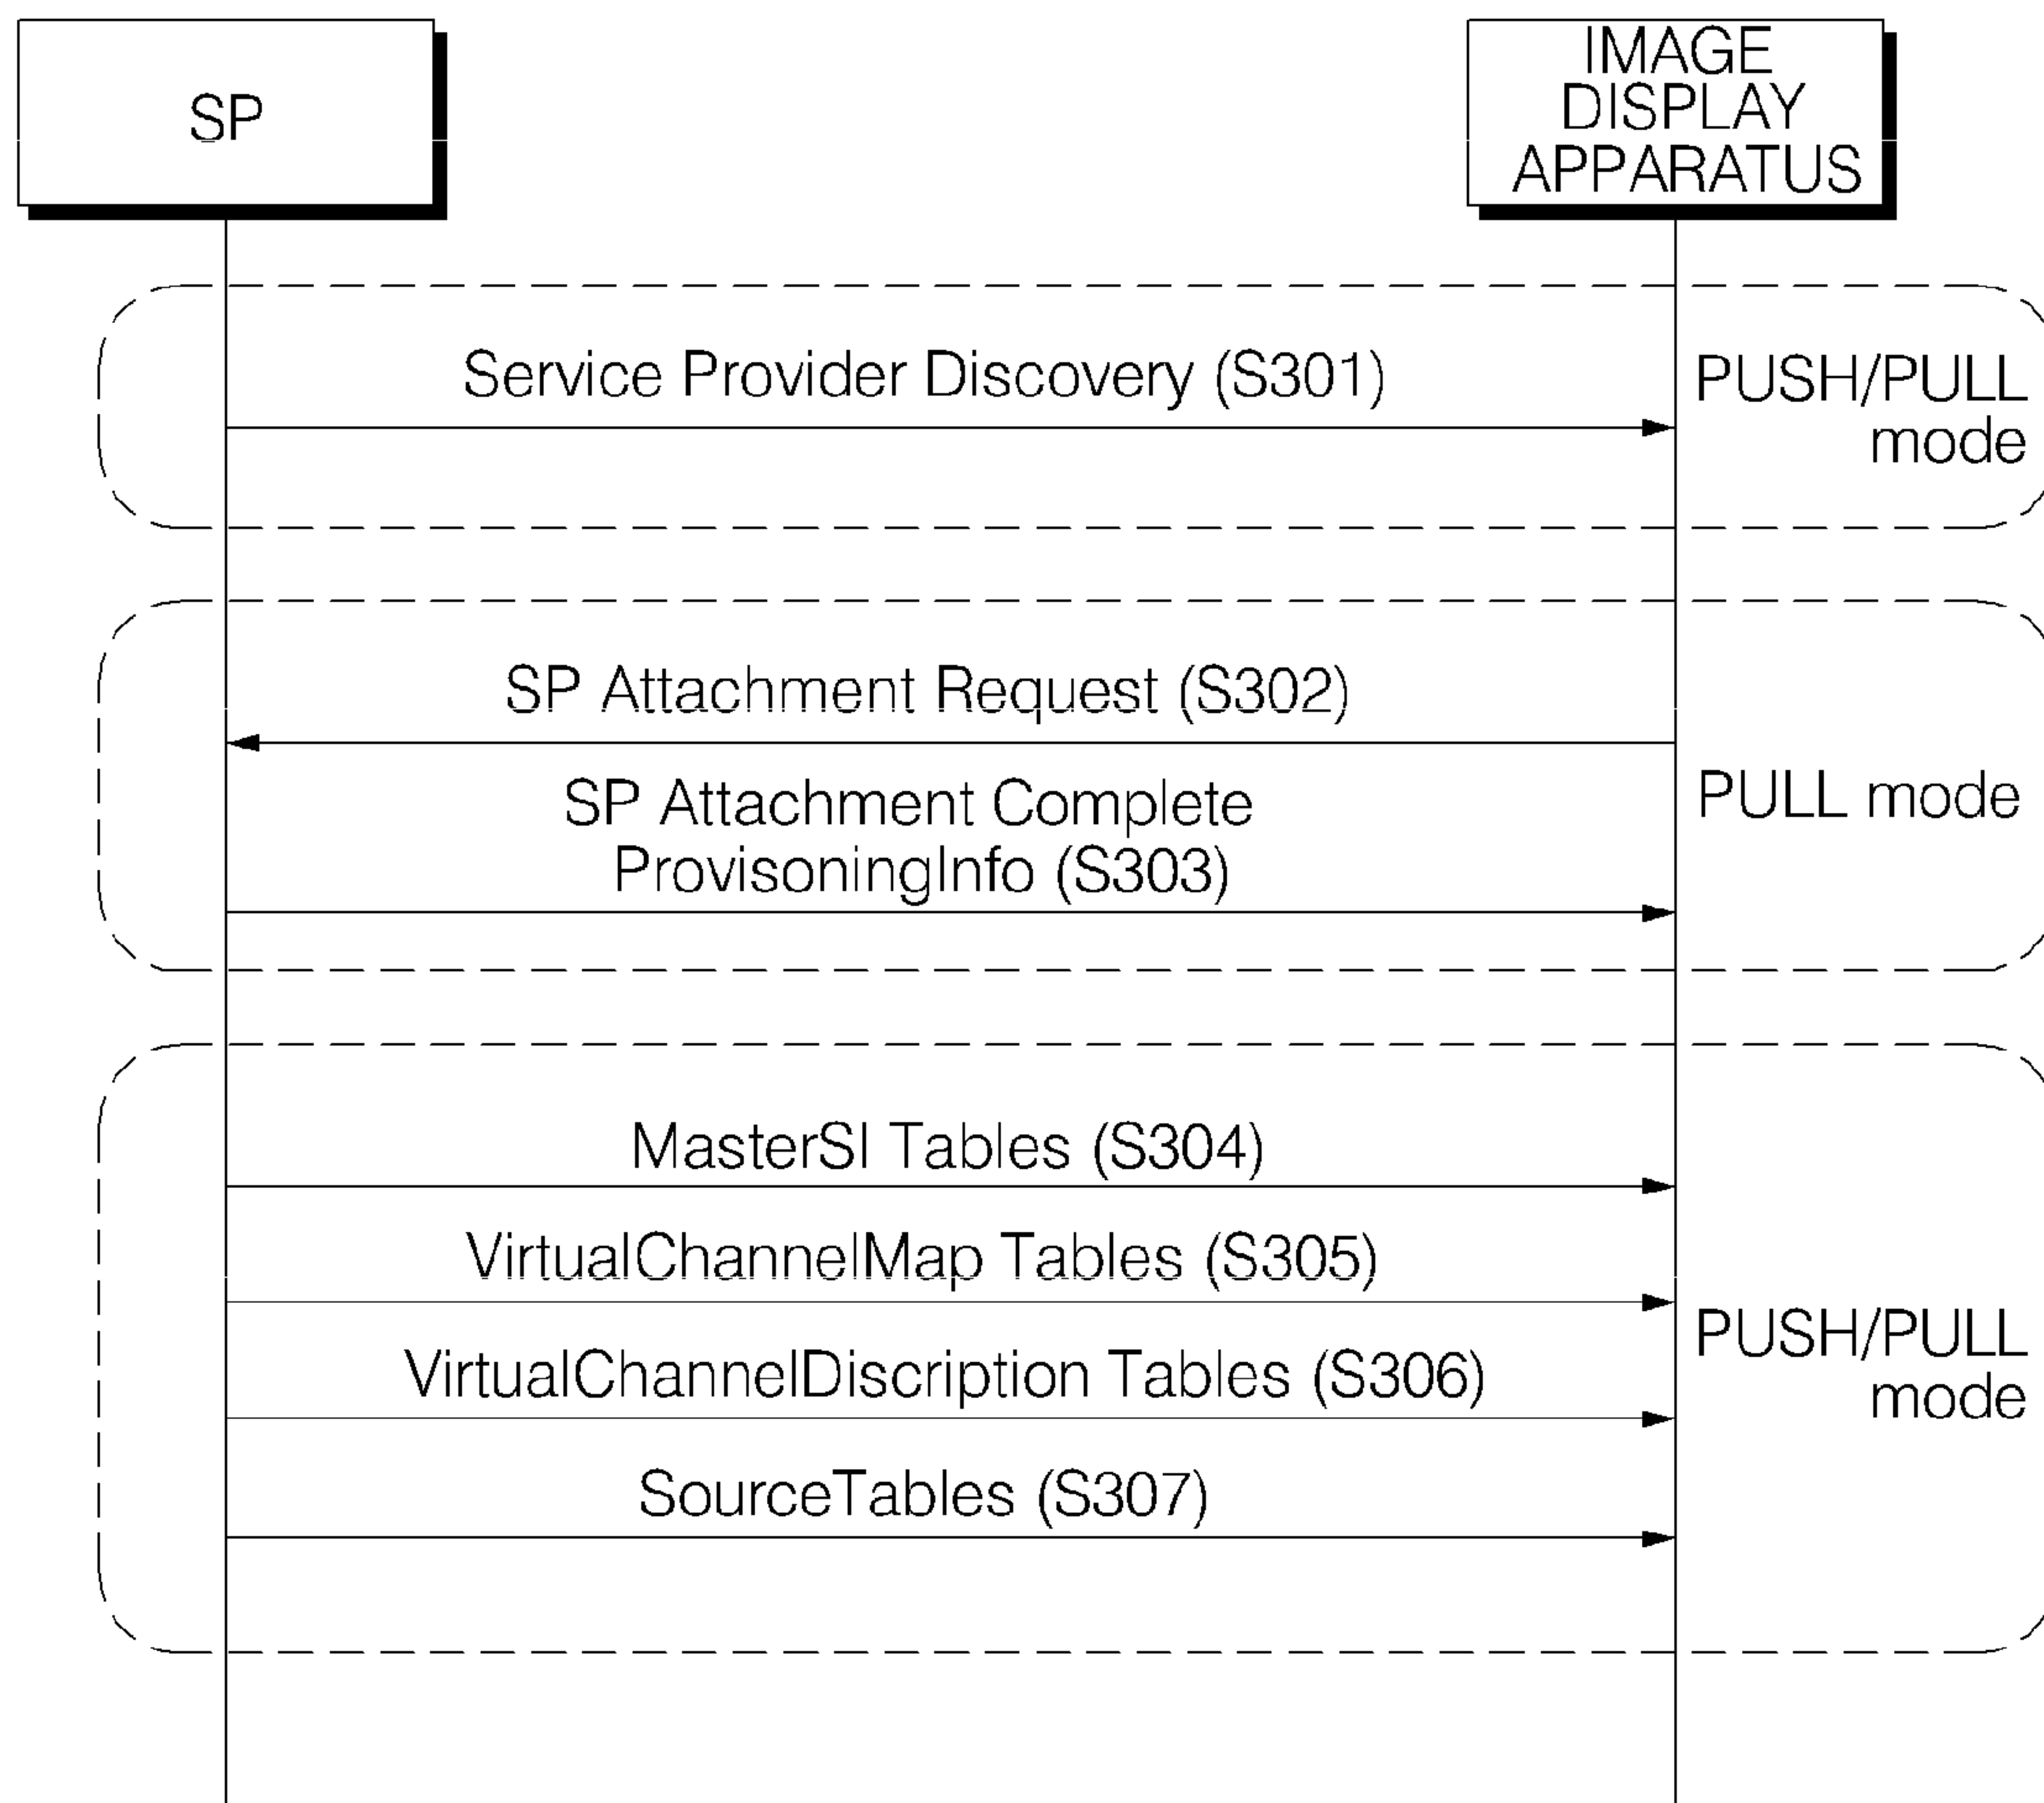 SP
IMAGE
DISPLAY
APPARATUS
Service Provider Discovery (S301)
PUSH/PULL
mode
SP Attachment Request (S302)
SP Attachment Complete
ProvisoningInfo (S303)
PULL mode
MasterSI Tables (S304)
VirtualChannelMap Tables (S305)
VirtualChannelDiscription Tables (S306)
SourceTables (S307)
PUSH/PULL
mode